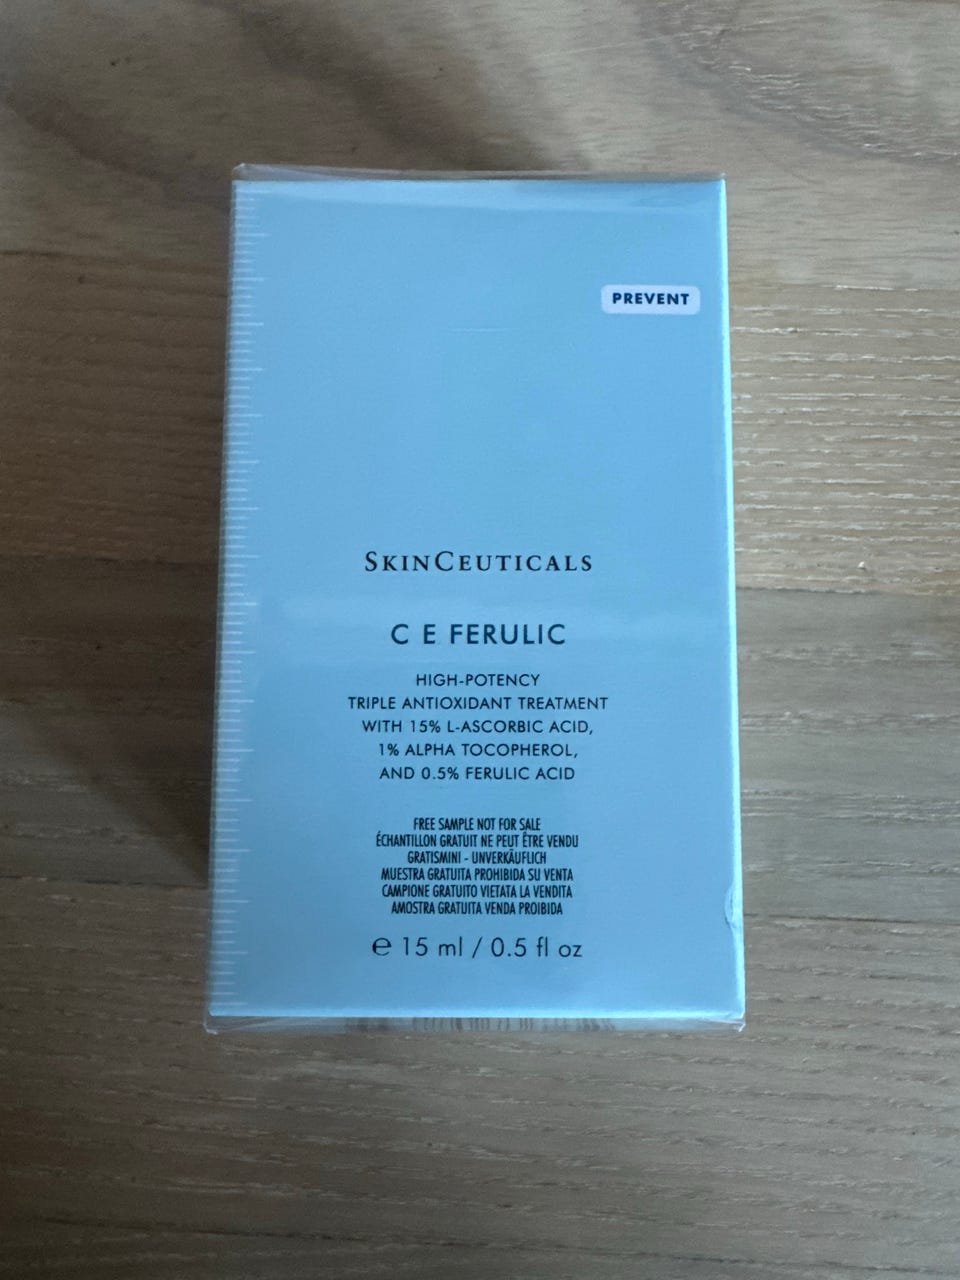 PREVENT
SKINCEUTICALS
C E FERULIC
HIGH-POTENCY
TRIPLE ANTIOXIDANT TREATMENT
WITH 15% L-ASCORBIC ACID,
1% ALPHA TOCOPHEROL,
AND 0.5% FERULIC ACID
FREE SAMPLE NOT FOR SALE
ÉCHANTILLON GRATUIT NE PEUT ÊTRE VENDU
GRATISMINI - UNVERKÄUFLICH
MUESTRA GRATUITA PROHIBIDA SU VENTA
CAMPIONE GRATUITO VIETATA LA VENDITA
AMOSTRA GRATUITA VENDA PROIBIDA
℮ 15 ml / 0.5 fl oz